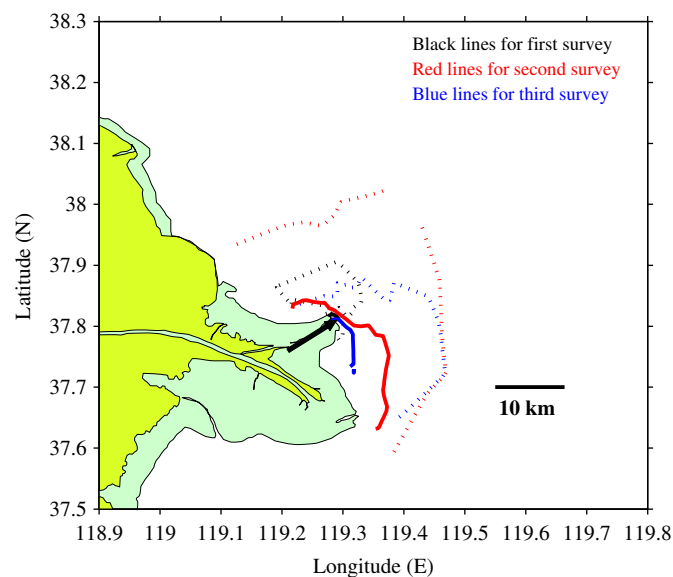 38.3
Black lines for first survey
Red lines for second survey
Blue lines for third survey
38.2
38.1
38
37.9
37.8
37.7
37.6
37.5
Latitude (N)
10 km
118.9 119 119.1 119.2 119.3 119.4 119.5 119.6 119.7 119.8
Longitude (E)